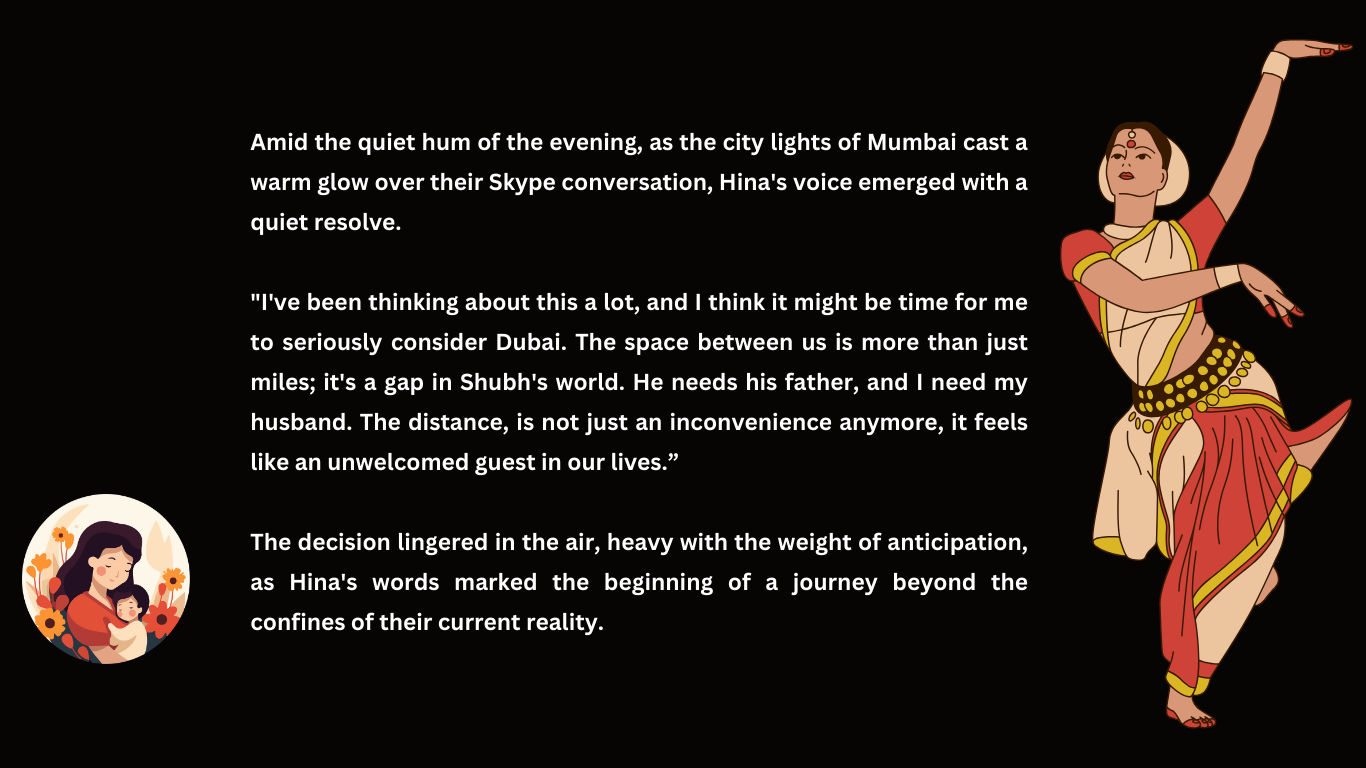 Amid the quiet hum of the evening, as the city lights of Mumbai cast a
warm glow over their Skype conversation, Hina's voice emerged with a
quiet resolve.
"I've been thinking about this a lot, and I think it might be time for me
to seriously consider Dubai. The space between us is more than just
miles; it's a gap in Shubh's world. He needs his father, and I need my
husband. The distance, is not just an inconvenience anymore, it feels
like an unwelcomed guest in our lives.”
The decision lingered in the air, heavy with the weight of anticipation,
as Hina's words marked the beginning of a journey beyond the
confines of their current reality.